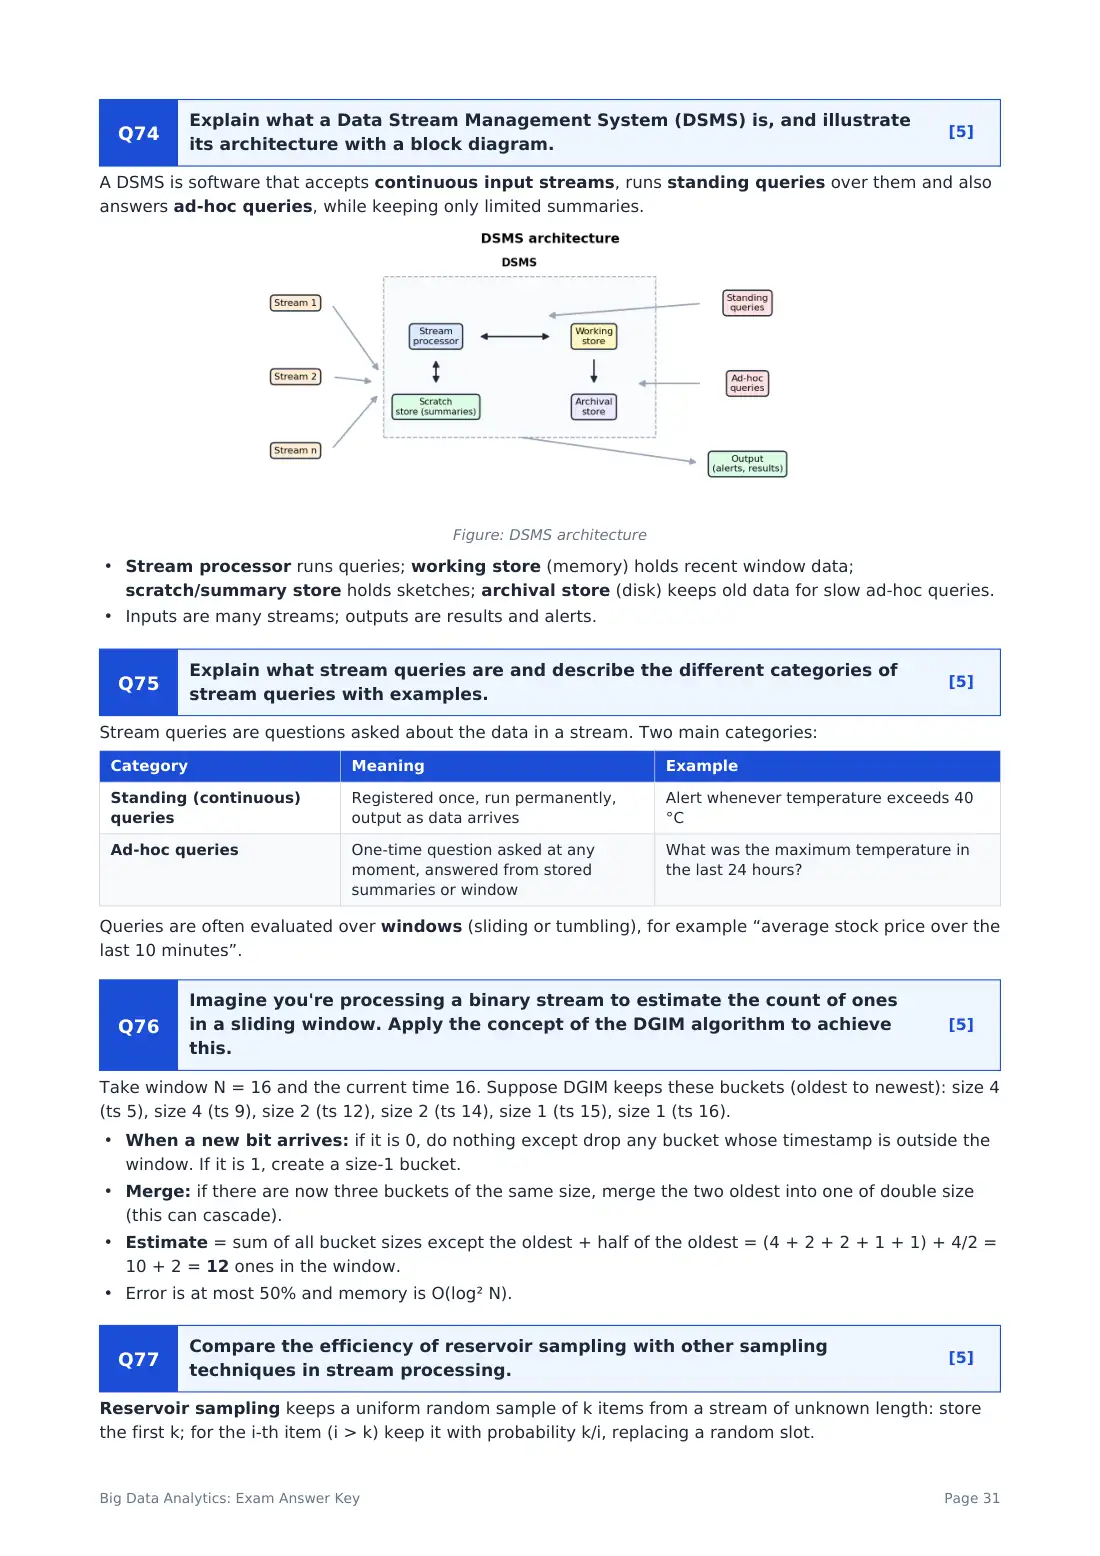 Q74
Explain what a Data Stream Management System (DSMS) is, and illustrate
its architecture with a block diagram.
[5]
A DSMS is software that accepts continuous input streams, runs standing queries over them and also
answers ad-hoc queries, while keeping only limited summaries.
DSMS architecture
DSMS
Stream 1
Stream 2
Stream n
Stream
processor
Working
store
Scratch
store (summaries)
Archival
store
Standing
queries
Ad-hoc
queries
Output
(alerts, results)
Figure: DSMS architecture
• Stream processor runs queries; working store (memory) holds recent window data;
scratch/summary store holds sketches; archival store (disk) keeps old data for slow ad-hoc queries.
• Inputs are many streams; outputs are results and alerts.
Q75
Explain what stream queries are and describe the different categories of
stream queries with examples.
[5]
Stream queries are questions asked about the data in a stream. Two main categories:
Category Meaning Example
Standing (continuous)
queries
Registered once, run permanently,
output as data arrives
Alert whenever temperature exceeds 40
°C
Ad-hoc queries
One-time question asked at any
moment, answered from stored
summaries or window
What was the maximum temperature in
the last 24 hours?
Queries are often evaluated over windows (sliding or tumbling), for example “average stock price over the
last 10 minutes”.
Q76
Imagine you're processing a binary stream to estimate the count of ones
in a sliding window. Apply the concept of the DGIM algorithm to achieve
this.
[5]
Take window N = 16 and the current time 16. Suppose DGIM keeps these buckets (oldest to newest): size 4
(ts 5), size 4 (ts 9), size 2 (ts 12), size 2 (ts 14), size 1 (ts 15), size 1 (ts 16).
• When a new bit arrives: if it is 0, do nothing except drop any bucket whose timestamp is outside the
window. If it is 1, create a size-1 bucket.
• Merge: if there are now three buckets of the same size, merge the two oldest into one of double size
(this can cascade).
• Estimate = sum of all bucket sizes except the oldest + half of the oldest = (4 + 2 + 2 + 1 + 1) + 4/2 =
10 + 2 = 12 ones in the window.
• Error is at most 50% and memory is O(log² N).
Q77
Compare the efficiency of reservoir sampling with other sampling
techniques in stream processing.
[5]
Reservoir sampling keeps a uniform random sample of k items from a stream of unknown length: store
the first k; for the i-th item (i > k) keep it with probability k/i, replacing a random slot.
Big Data Analytics: Exam Answer Key
Page 31